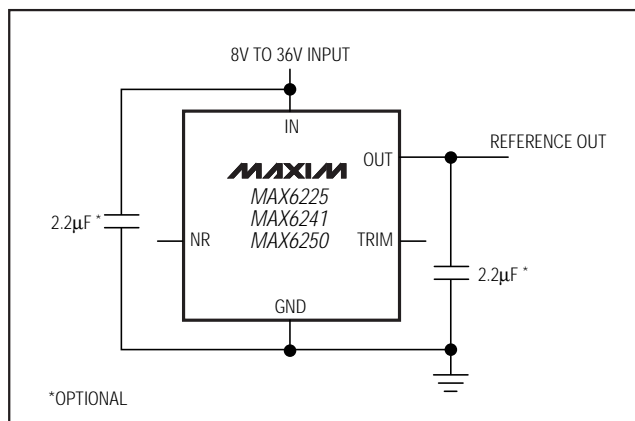 8V TO 36V INPUT
IN
OUT
REFERENCE OUT
MAXIM
MAX6225
MAX6241
MAX6250
2.2µF *
NR
TRIM
2.2µF *
GND
*OPTIONAL